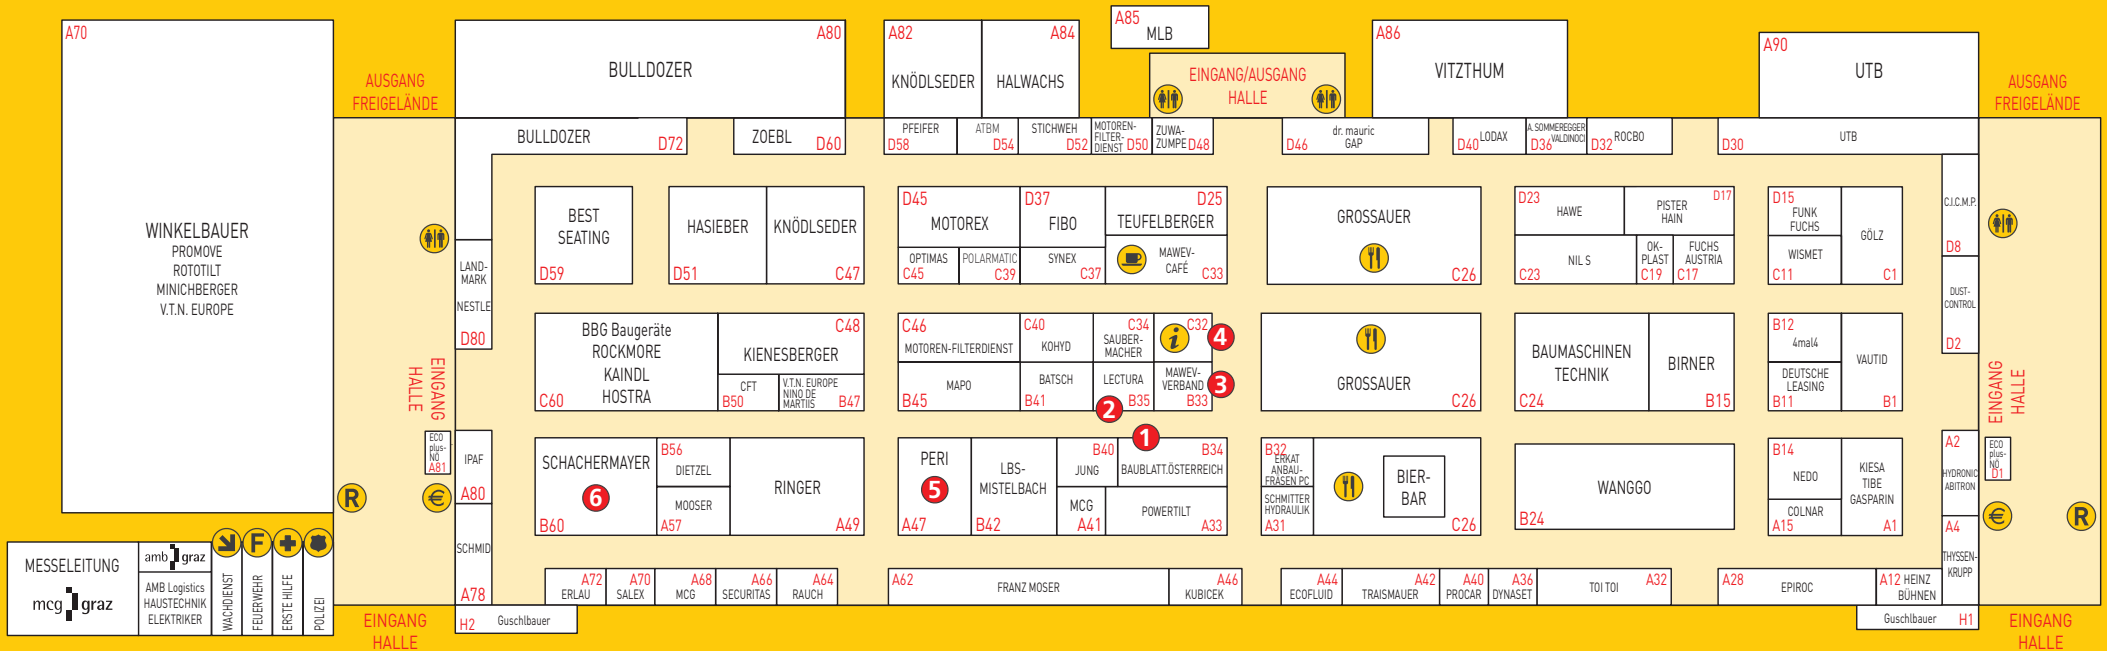 A70
WINKELBAUER
PROMOVE
ROTOTILT
MINICHBERGER
V.T.N. EUROPE
AUSGANG
FREIGELÄNDE
A80
BULLDOZER
A82
KNÖDLSEDER
A84
HALWACHS
A85
MLB
EINGANG/AUSGANG
HALLE
A86
VITZTHUM
A90
UTB
AUSGANG
FREIGELÄNDE
BULLDOZER
D72
ZOEBL
D60
PFEIFER
D58
ATBM
D54
STICHWEH
D52
MOTOREN-
FILTER-
DIENST D50
ZUWA-
ZUMPE D48
dr. mauric
D46 GAP
D40 LODAX
A. SOMMEREGGER
D36 VALDINOCI
D32 ROCBO
D30
UTB
LAND-
MARK
NESTLE
D80
BEST
SEATING
D59
HASIEBER
D51
KNÖDLSEDER
C47
D45
MOTOREX
D37
FIBO
D25
TEUFELBERGER
OPTIMAS
C45
POLARMATIC
C39
SYNEX
C37
MAWEV-
CAFÉ
C33
GROSSAUER
C26
D23
HAWE
D17
PISTER
HAIN
NIL S
C23
OK-
PLAST
C19
FUCHS
AUSTRIA
C17
D15
FUNK
FUCHS
WISMET
C11
GÖLZ
C1
C.I.C.M.P.
D8
DUST-
CONTROL
D2
BBG Baugeräte
ROCKMORE
KAINDL
HOSTRA
C60
C48
KIENESBERGER
CFT
B50
V.T.N. EUROPE
NINO DE
MARTIIS B47
C46
MOTOREN-FILTERDIENST
C40
KOHYD
C34
SAUBER-
MACHER
i
C32
4
MAPO
B45
BATSCH
B41
LECTURA
B35
2
MAWEV-
VERBAND
B33
3
GROSSAUER
C26
BAUMASCHINEN
TECHNIK
C24
BIRNER
B15
B12
4mal4
DEUTSCHE
LEASING
B11
VAUTID
B1
EINGANG
HALLE
EINGANG
HALLE
ECO
plus-
NÖ
A81
IPAF
A80
SCHMID
A78
R
€
SCHACHERMAYER
6
B60
B56
DIETZEL
MOOSER
A57
RINGER
A49
PERI
5
A47
LBS-
MISTELBACH
B42
B40
JUNG
MCG
A41
1
B34
BAUBLATT.ÖSTERREICH
POWERTILT
A33
B32
ERKAT
ANBAU-
FRÄSEN PC
SCHMITTER
HYDRAULIK
A31
BIER-
BAR
C26
WANGGO
B24
B14
NEDO
COLNAR
A15
KIESA
TIBE
GASPARIN
A1
A2
HYDRONIC
ABITRON
A4
THYSSEN-
KRUPP
ECO
plus-
NÖ
D1
€
R
MESSELEITUNG
mcg graz
amb graz
AMB Logistics
HAUSTECHNIK
ELEKTRIKER
WACHDIENST
F
FEUERWEHR
ERSTE HILFE
POLIZEI
A72
ERLAU
A70
SALEX
A68
MCG
A66
SECURITAS
A64
RAUCH
A62
FRANZ MOSER
A46
KUBICEK
A44
ECOFLUID
A42
TRAISMAUER
A40
PROCAR
A36
DYNASET
TOI TOI
A32
A28
EPIROC
A12 HEINZ
BÜHNEN
EINGANG
HALLE
H2 Guschlbauer
Guschlbauer H1
EINGANG
HALLE